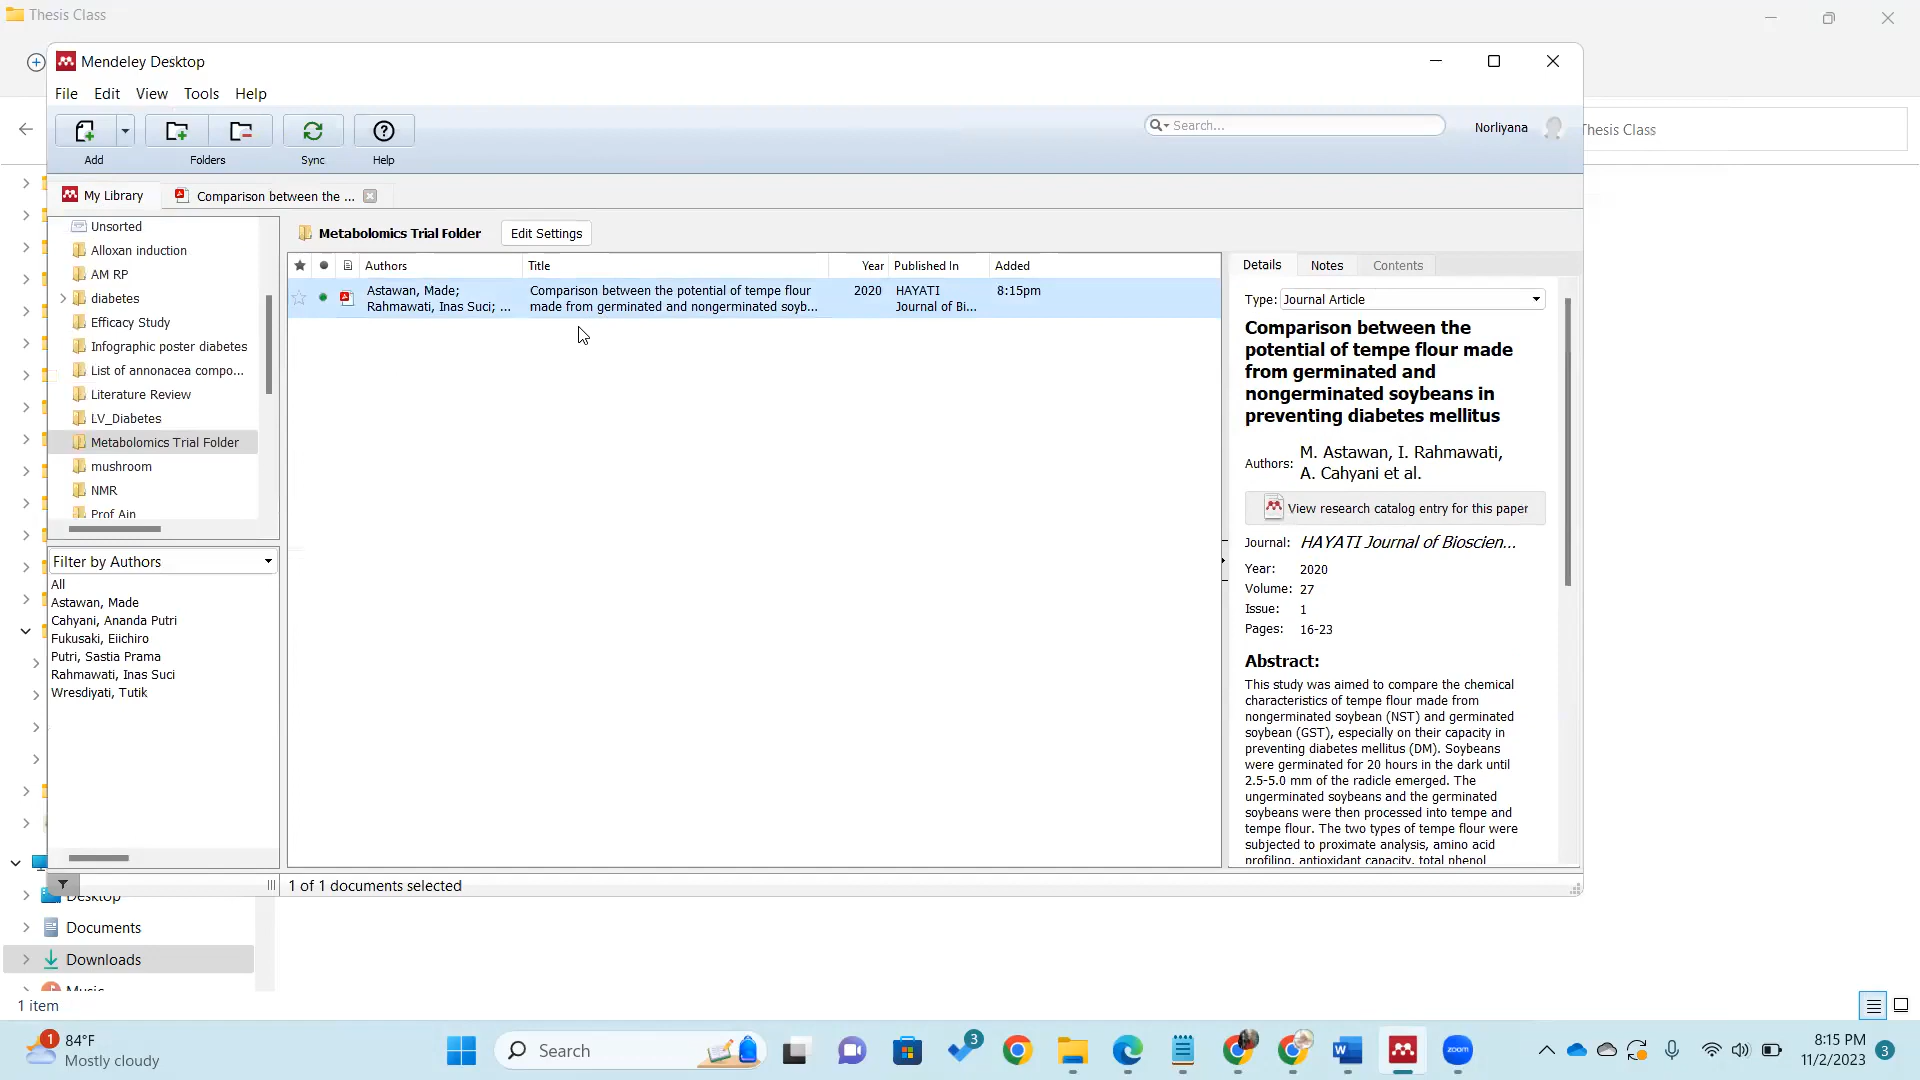 Thesis Class
Mendeley Desktop
File Edit View Tools Help
Search...
Norliyana
Thesis Class
Add Folders Sync Help
My Library
Comparison between the ...
Unsorted
Alloxan induction
AM RP
diabetes
Efficacy Study
Infographic poster diabetes
List of annonacea compo...
Literature Review
LV_Diabetes
Metabolomics Trial Folder
mushroom
NMR
Prof Ain
Filter by Authors
All
Astawan, Made
Cahyani, Ananda Putri
Fukusaki, Eiichiro
Putri, Sastia Prama
Rahmawati, Inas Suci
Wresdiyati, Tutik
Metabolomics Trial Folder
Edit Settings
Authors Title Year Published In Added
Astawan, Made; Comparison between the potential of tempe flour 2020 HAYATI 8:15pm
Rahmawati, Inas Suci; ... made from germinated and nongerminated soyb... Journal of Bi...
Details Notes Contents
Type: Journal Article
Comparison between the
potential of tempe flour made
from germinated and
nongerminated soybeans in
preventing diabetes mellitus
Authors: M. Astawan, I. Rahmawati,
A. Cahyani et al.
View research catalog entry for this paper
Journal: HAYATI Journal of Bioscien...
Year: 2020
Volume: 27
Issue: 1
Pages: 16-23
Abstract:
This study was aimed to compare the chemical
characteristics of tempe flour made from
nongerminated soybean (NST) and germinated
soybean (GST), especially on their capacity in
preventing diabetes mellitus (DM). Soybeans
were germinated for 20 hours in the dark until
2.5-5.0 mm of the radicle emerged. The
ungerminated soybeans and the germinated
soybeans were then processed into tempe and
tempe flour. The two types of tempe flour were
subjected to proximate analysis, amino acid
profiling, antioxidant capacity, total phenol
1 of 1 documents selected
Desktop
Documents
Downloads
Music
1 item
1
84°F
Mostly cloudy
Search
3
zoom
8:15 PM
11/2/2023
3